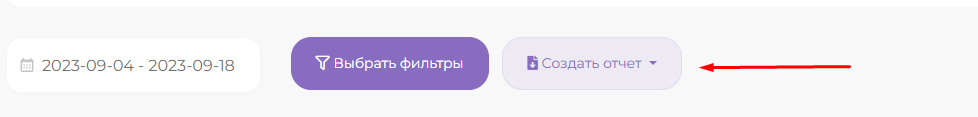 2023-09-04 - 2023-09-18 Выбрать фильтры Создать отчет